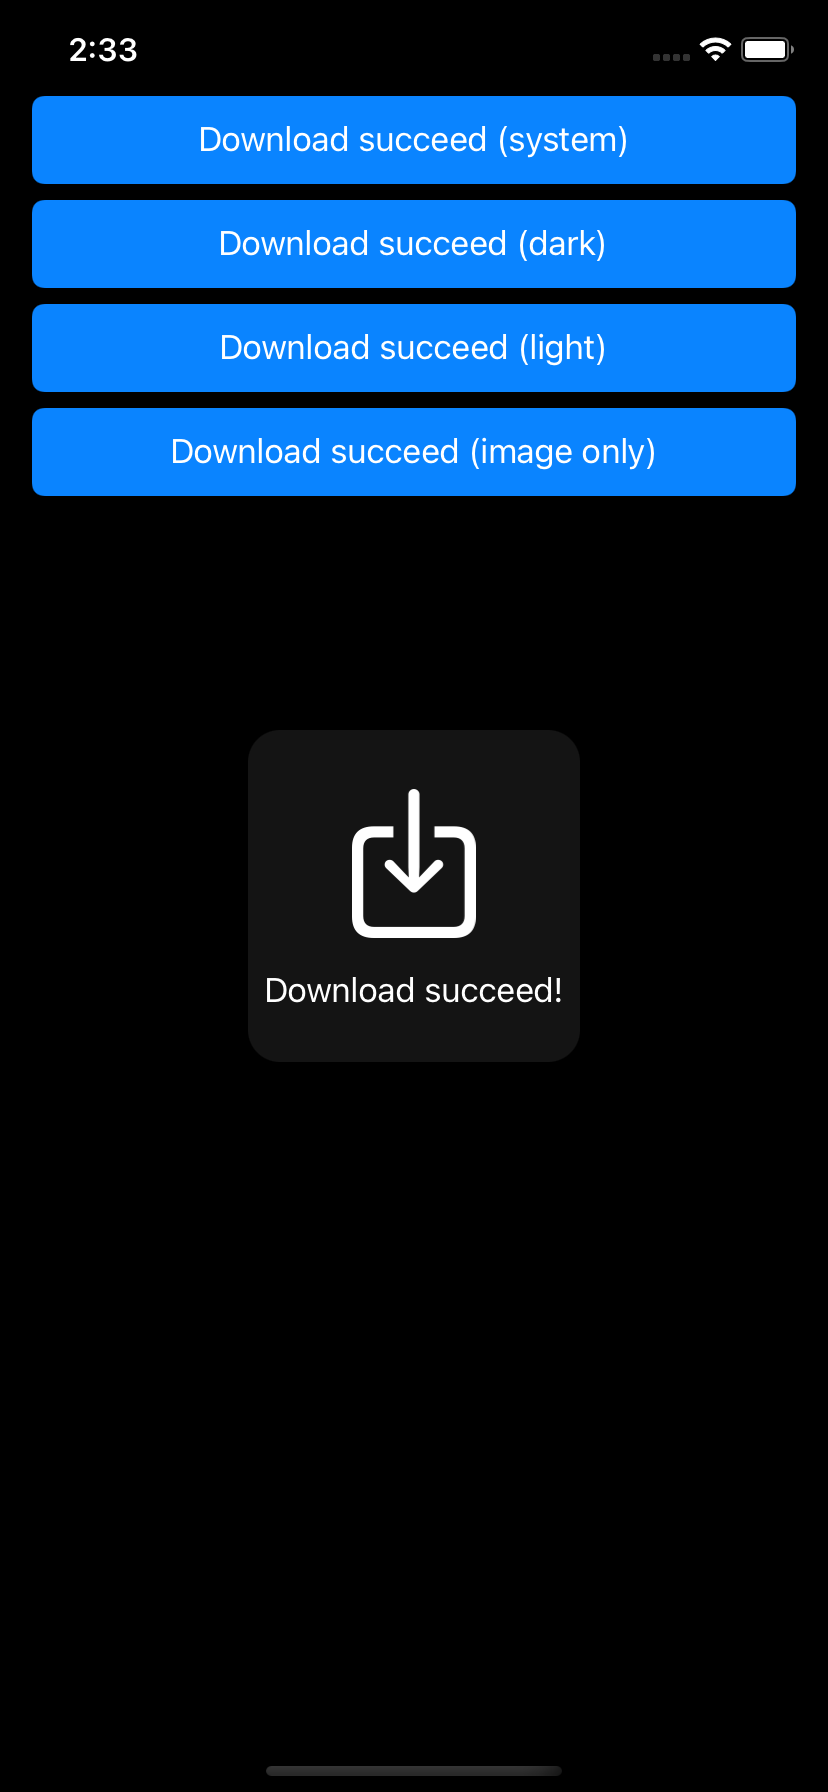 2:33
Download succeed (system)
Download succeed (dark)
Download succeed (light)
Download succeed (image only)
Download succeed!